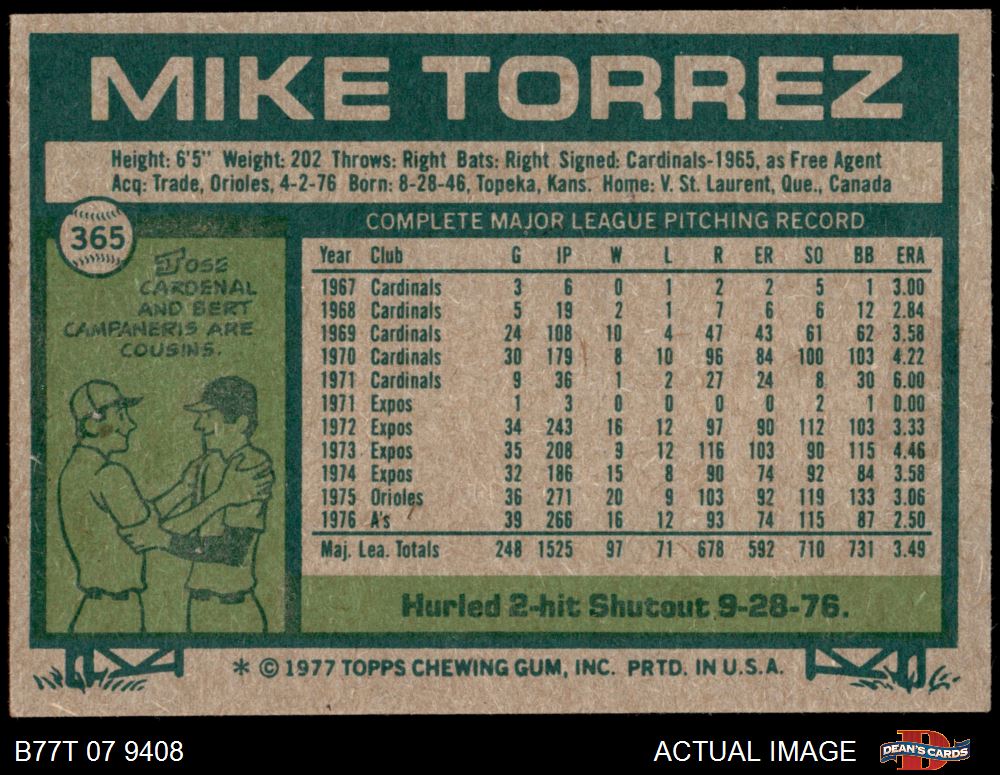 MIKE TORREZ
Height: 6'5" Weight: 202 Throws: Right Bats: Right Signed: Cardinals-1965, as Free Agent
Acq: Trade, Orioles, 4-2-76 Born: 8-28-46, Topeka, Kans. Home: V. St. Laurent, Que., Canada
365
JOSE
CARDENAL
AND BERT
CAMPANERIS ARE
COUSINS.
COMPLETE MAJOR LEAGUE PITCHING RECORD
Year Club G IP W L R ER SO BB ERA
1967 Cardinals 3 6 0 1 2 2 5 1 3.00
1968 Cardinals 5 19 2 1 7 6 6 12 2.84
1969 Cardinals 24 108 10 4 47 43 61 62 3.58
1970 Cardinals 30 179 8 10 96 84 100 103 4.22
1971 Cardinals 9 36 1 2 27 24 8 30 6.00
1971 Expos 1 3 0 0 0 0 2 1 0.00
1972 Expos 34 243 16 12 97 90 112 103 3.33
1973 Expos 35 208 9 12 116 103 90 115 4.46
1974 Expos 32 186 15 8 90 74 92 84 3.58
1975 Orioles 36 271 20 9 103 92 119 133 3.06
1976 A's 39 266 16 12 93 74 115 87 2.50
Maj. Lea. Totals 248 1525 97 71 678 592 710 731 3.49
Hurled 2-hit Shutout 9-28-76.
* © 1977 TOPPS CHEWING GUM, INC. PRTD. IN U.S.A.
B77T 07 9408 ACTUAL IMAGE DEAN'S CARDS